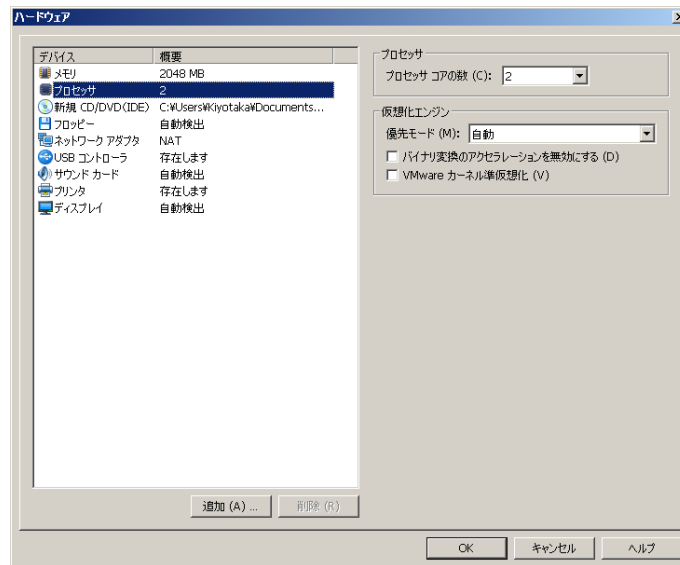 ハードウェア
デバイス 概要
メモリ 2048 MB
プロセッサ 2
新規 CD/DVD(IDE) C:¥Users¥Kiyotaka¥Documents...
フロッピー 自動検出
ネットワーク アダプタ NAT
USB コントローラ 存在します
サウンド カード 自動検出
プリンタ 存在します
ディスプレイ 自動検出
追加 (A) ... 削除 (R)
プロセッサ
プロセッサ コアの数 (C): 2
仮想化エンジン
優先モード (M): 自動
バイナリ変換のアクセラレーションを無効にする (D)
VMware カーネル準仮想化 (V)
OK キャンセル ヘルプ